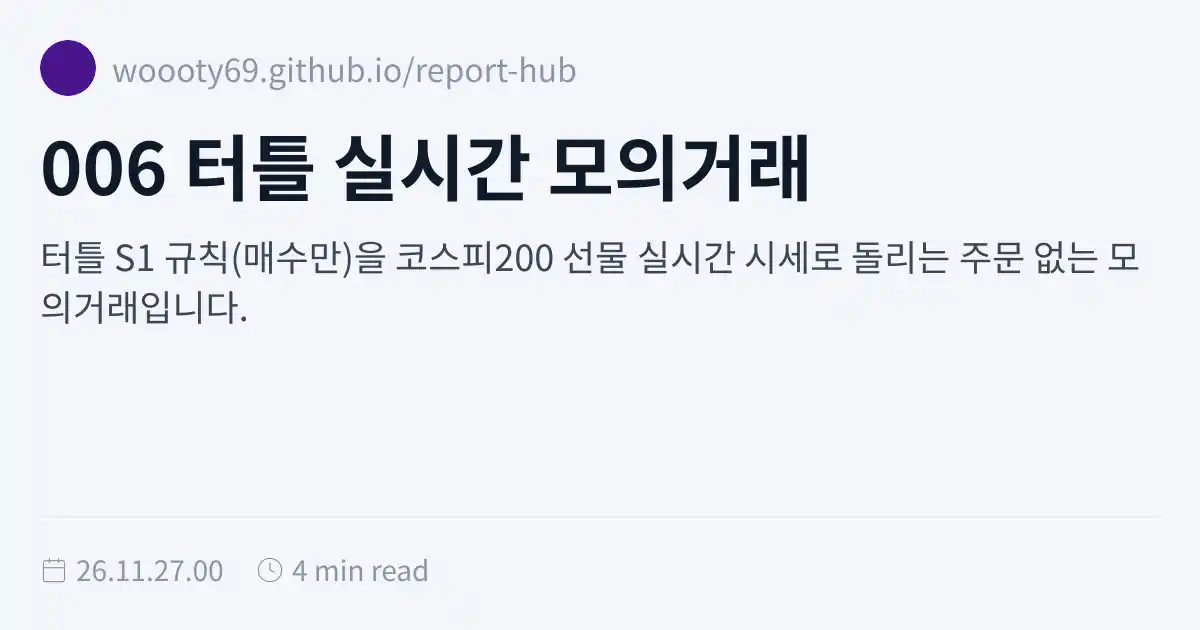 woooty69.github.io/report-hub
006 터틀 실시간 모의거래
터틀 S1 규칙(매수만)을 코스피200 선물 실시간 시세로 돌리는 주문 없는 모
의거래입니다.
26.11.27.00 4 min read